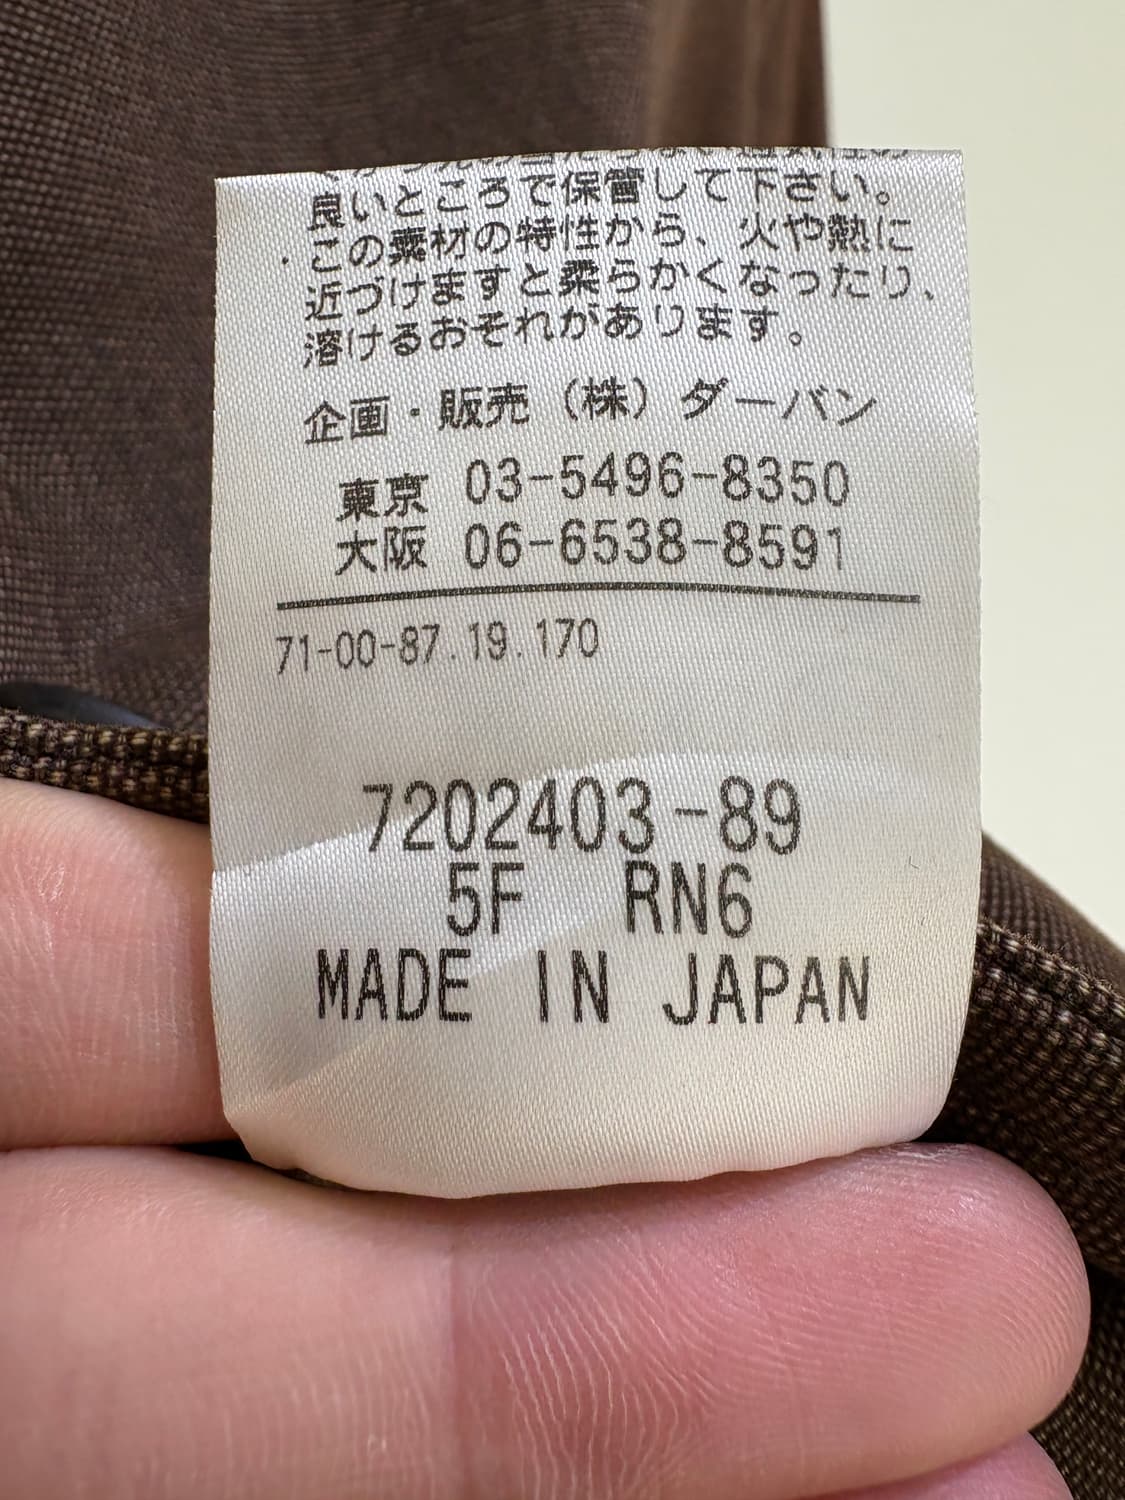 良いところで保管して下さい。
・この素材の特性から、火や熱に
近づけますと柔らかくなったり、
溶けるおそれがあります。
企画・販売（株）ダーバン
東京 03-5496-8350
大阪 06-6538-8591
71-00-87.19.170
7202403-89
5F RN6
MADE IN JAPAN